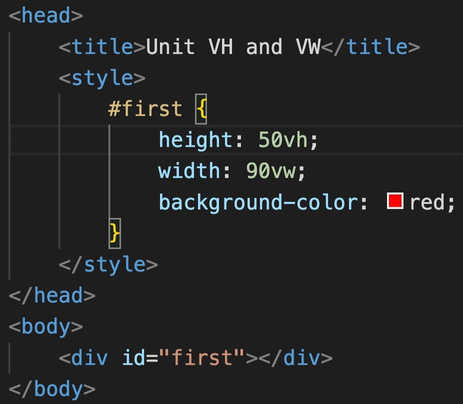 <head>
    <title>Unit VH and VW</title>
    <style>
        #first {
            height: 50vh;
            width: 90vw;
            background-color: red;
        }
    </style>
</head>
<body>
    <div id="first"></div>
</body>